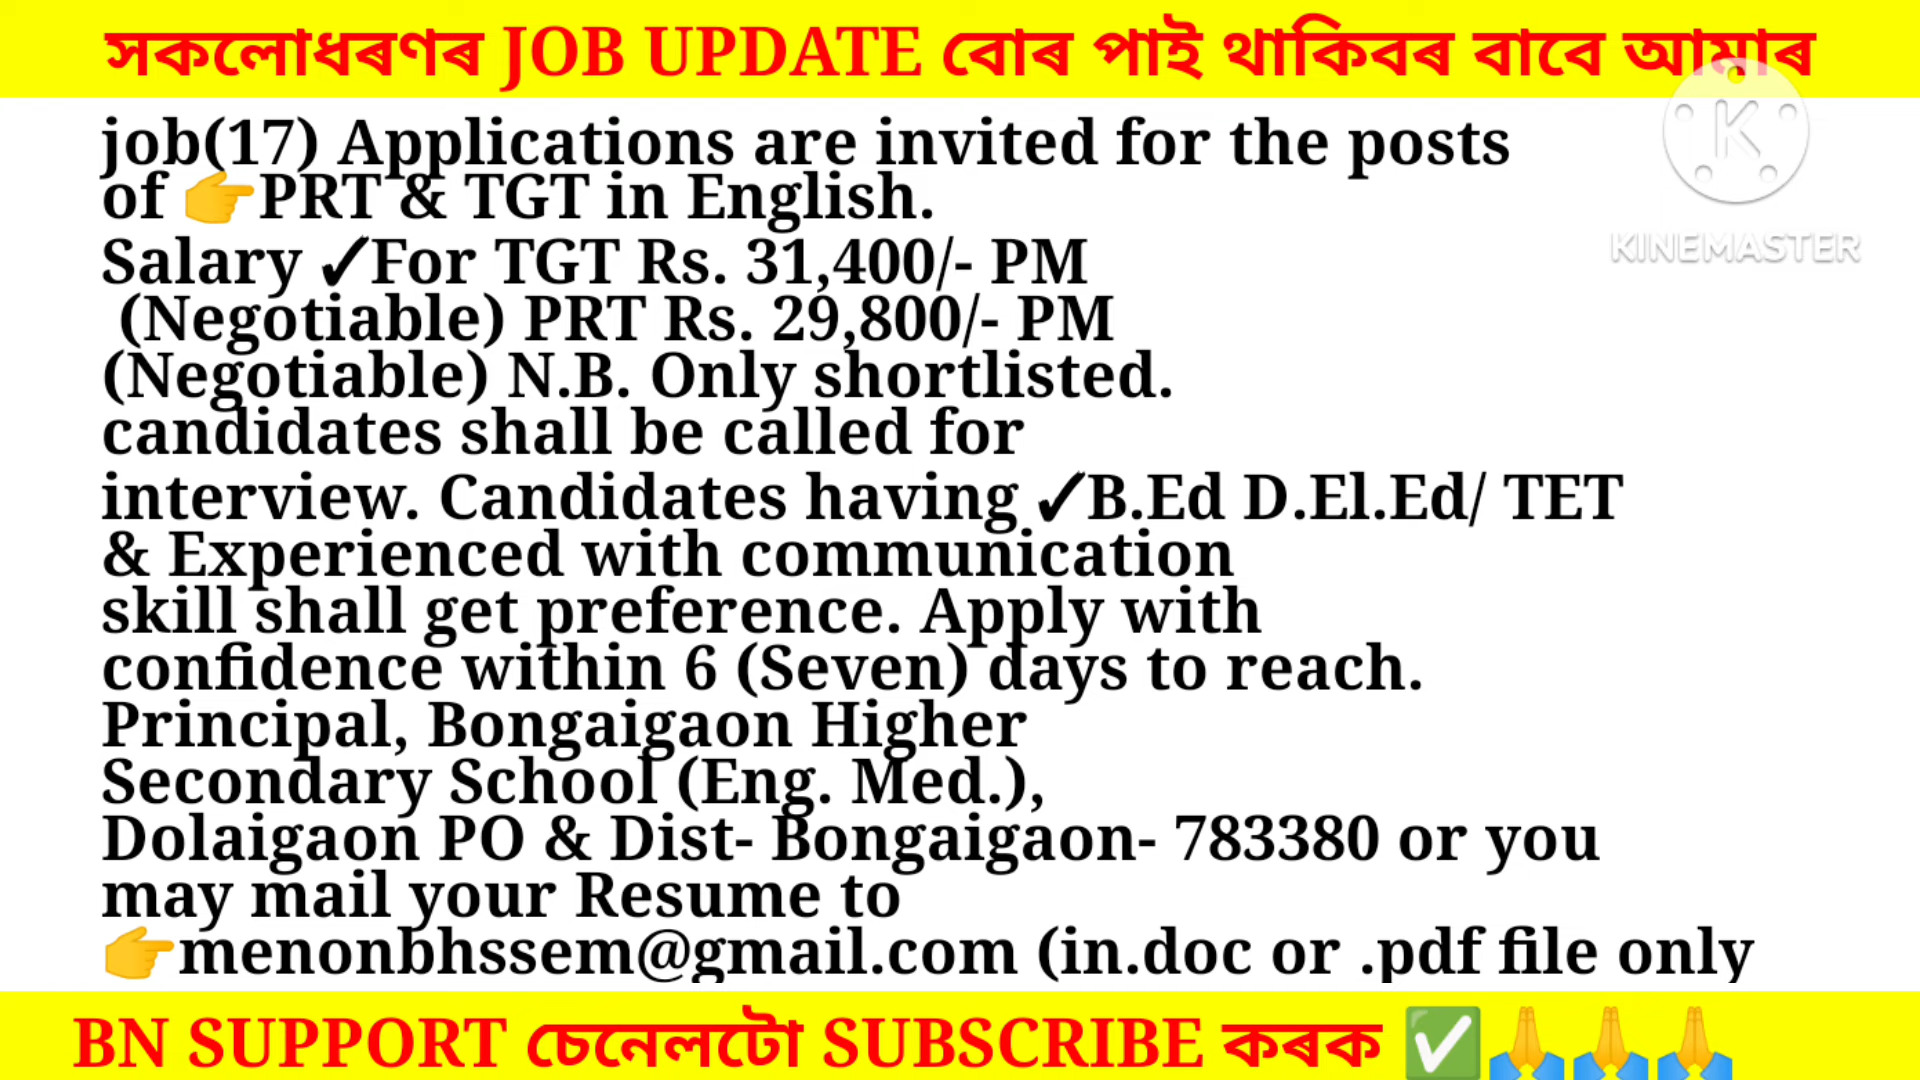 সকলোধৰণৰ JOB UPDATE বোৰ পাই থাকিবৰ বাবে আমাৰ
job(17) Applications are invited for the posts
of 👉PRT & TGT in English.
Salary ✓For TGT Rs. 31,400/- PM
(Negotiable) PRT Rs. 29,800/- PM
(Negotiable) N.B. Only shortlisted.
candidates shall be called for
interview. Candidates having ✓B.Ed D.El.Ed/ TET
& Experienced with communication
skill shall get preference. Apply with
confidence within 6 (Seven) days to reach.
Principal, Bongaigaon Higher
Secondary School (Eng. Med.),
Dolaigaon PO & Dist- Bongaigaon- 783380 or you
may mail your Resume to
👉menonbhssem@gmail.com (in.doc or .pdf file only
K
KINEMASTER
BN SUPPORT চেনেলটো SUBSCRIBE কৰক ✅🙏🙏🙏